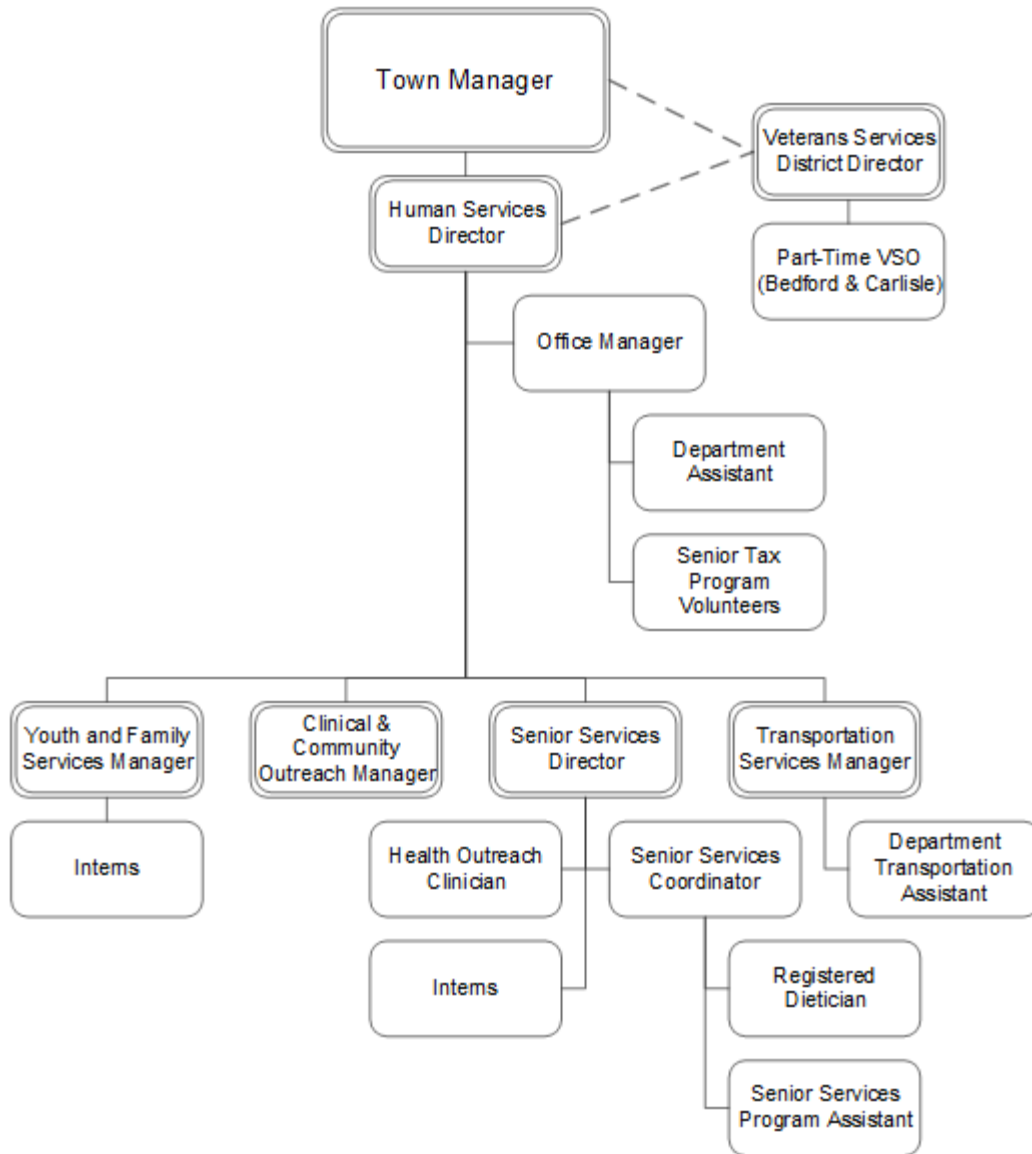 Town Manager
Veterans Services
District Director
Human Services
Director
Part-Time VSO
(Bedford & Carlisle)
Office Manager
Department
Assistant
Senior Tax
Program
Volunteers
Youth and Family
Services Manager
Clinical &
Community
Outreach Manager
Senior Services
Director
Transportation
Services Manager
Interns
Health Outreach
Clinician
Senior Services
Coordinator
Department
Transportation
Assistant
Interns
Registered
Dietician
Senior Services
Program Assistant